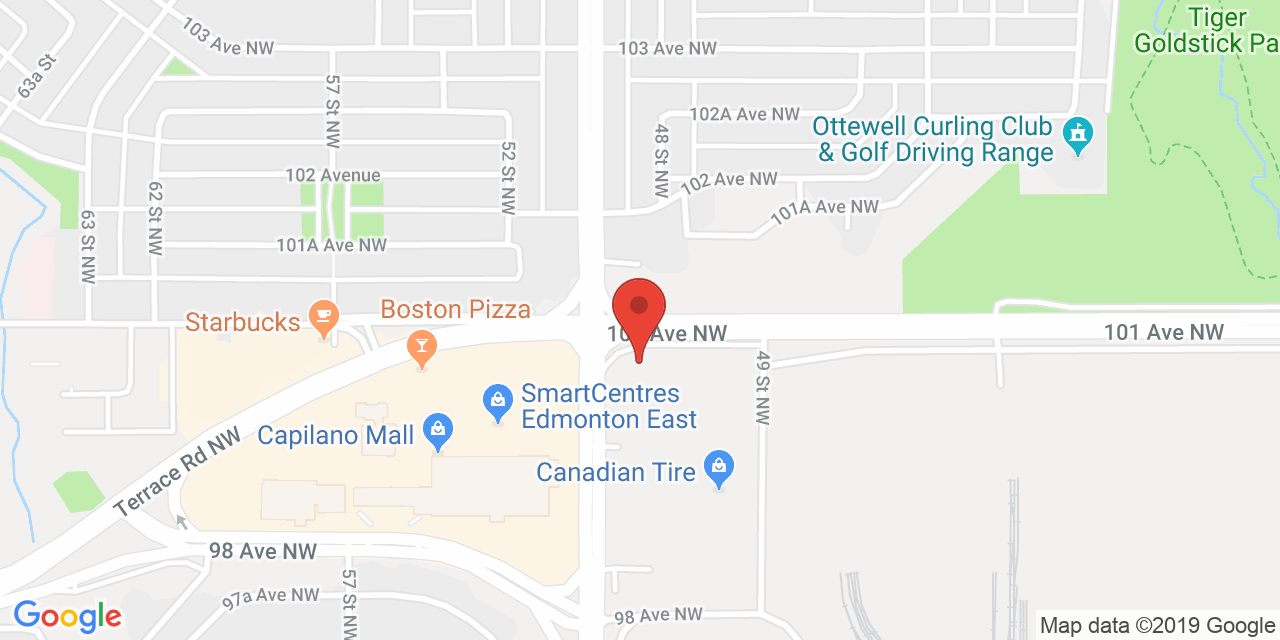 Tiger
Goldstick Pa
103 Ave NW
103 Ave NW
63a St
57 St NW
102A Ave NW
Ottewell Curling Club
& Golf Driving Range
48 St NW
52 St NW
102 Avenue
102 Ave NW
62 St NW
63 St NW
101A Ave NW
101A Ave NW
Starbucks
Boston Pizza
Ave NW
101 Ave NW
49 St NW
SmartCentres
Edmonton East
Capilano Mall
Canadian Tire
Terrace Rd NW
98 Ave NW
57 St NW
97a Ave NW
98 Ave NW
Google
Map data ©2019 Google